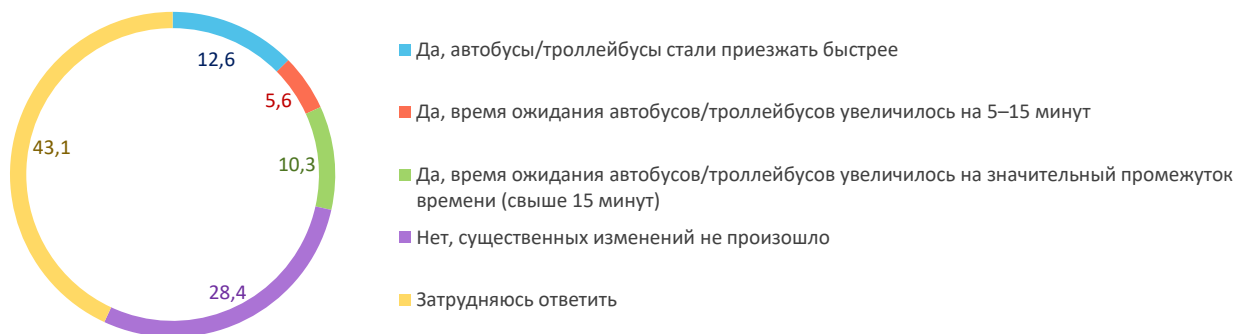 12,6
Да, автобусы/троллейбусы стали приезжать быстрее
5,6
Да, время ожидания автобусов/троллейбусов увеличилось на 5–15 минут
43,1
10,3
Да, время ожидания автобусов/троллейбусов увеличилось на значительный промежуток
времени (свыше 15 минут)
Нет, существенных изменений не произошло
28,4
Затрудняюсь ответить